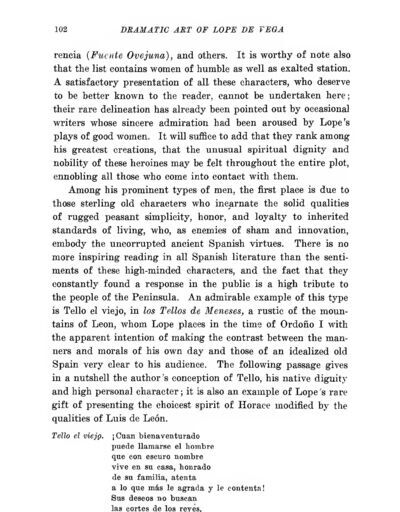 102 DRAMATIC ART OF LOPE DE VEGA
rencia (Fuente Ovejuna), and others. It is worthy of note also
that the list contains women of humble as well as exalted station.
A satisfactory presentation of all these characters, who deserve
to be better known to the reader, cannot be undertaken here;
their rare delineation has already been pointed out by occasional
writers whose sincere admiration had been aroused by Lope's
plays of good women. It will suffice to add that they rank among
his greatest creations, that the unusual spiritual dignity and
nobility of these heroines may be felt throughout the entire plot,
ennobling all those who come into contact with them.
Among his prominent types of men, the first place is due to
those sterling old characters who incarnate the solid qualities
of rugged peasant simplicity, honor, and loyalty to inherited
standards of living, who, as enemies of sham and innovation,
embody the uncorrupted ancient Spanish virtues. There is no
more inspiring reading in all Spanish literature than the senti-
ments of these high-minded characters, and the fact that they
constantly found a response in the public is a high tribute to
the people of the Peninsula. An admirable example of this type
is Tello el viejo, in los Tellos de Meneses, a rustic of the moun-
tains of Leon, whom Lope places in the time of Ordoño I with
the apparent intention of making the contrast between the man-
ners and morals of his own day and those of an idealized old
Spain very clear to his audience. The following passage gives
in a nutshell the author's conception of Tello, his native dignity
and high personal character; it is also an example of Lope's rare
gift of presenting the choicest spirit of Horace modified by the
qualities of Luis de León.
Tello el viejo. ¡Cuan bienaventurado
puede llamarse el hombre
que con escuro nombre
vive en su casa, honrado
de su familia, atenta
a lo que más le agrada y le contenta!
Sus deseos no buscan
las cortes de los reyes.